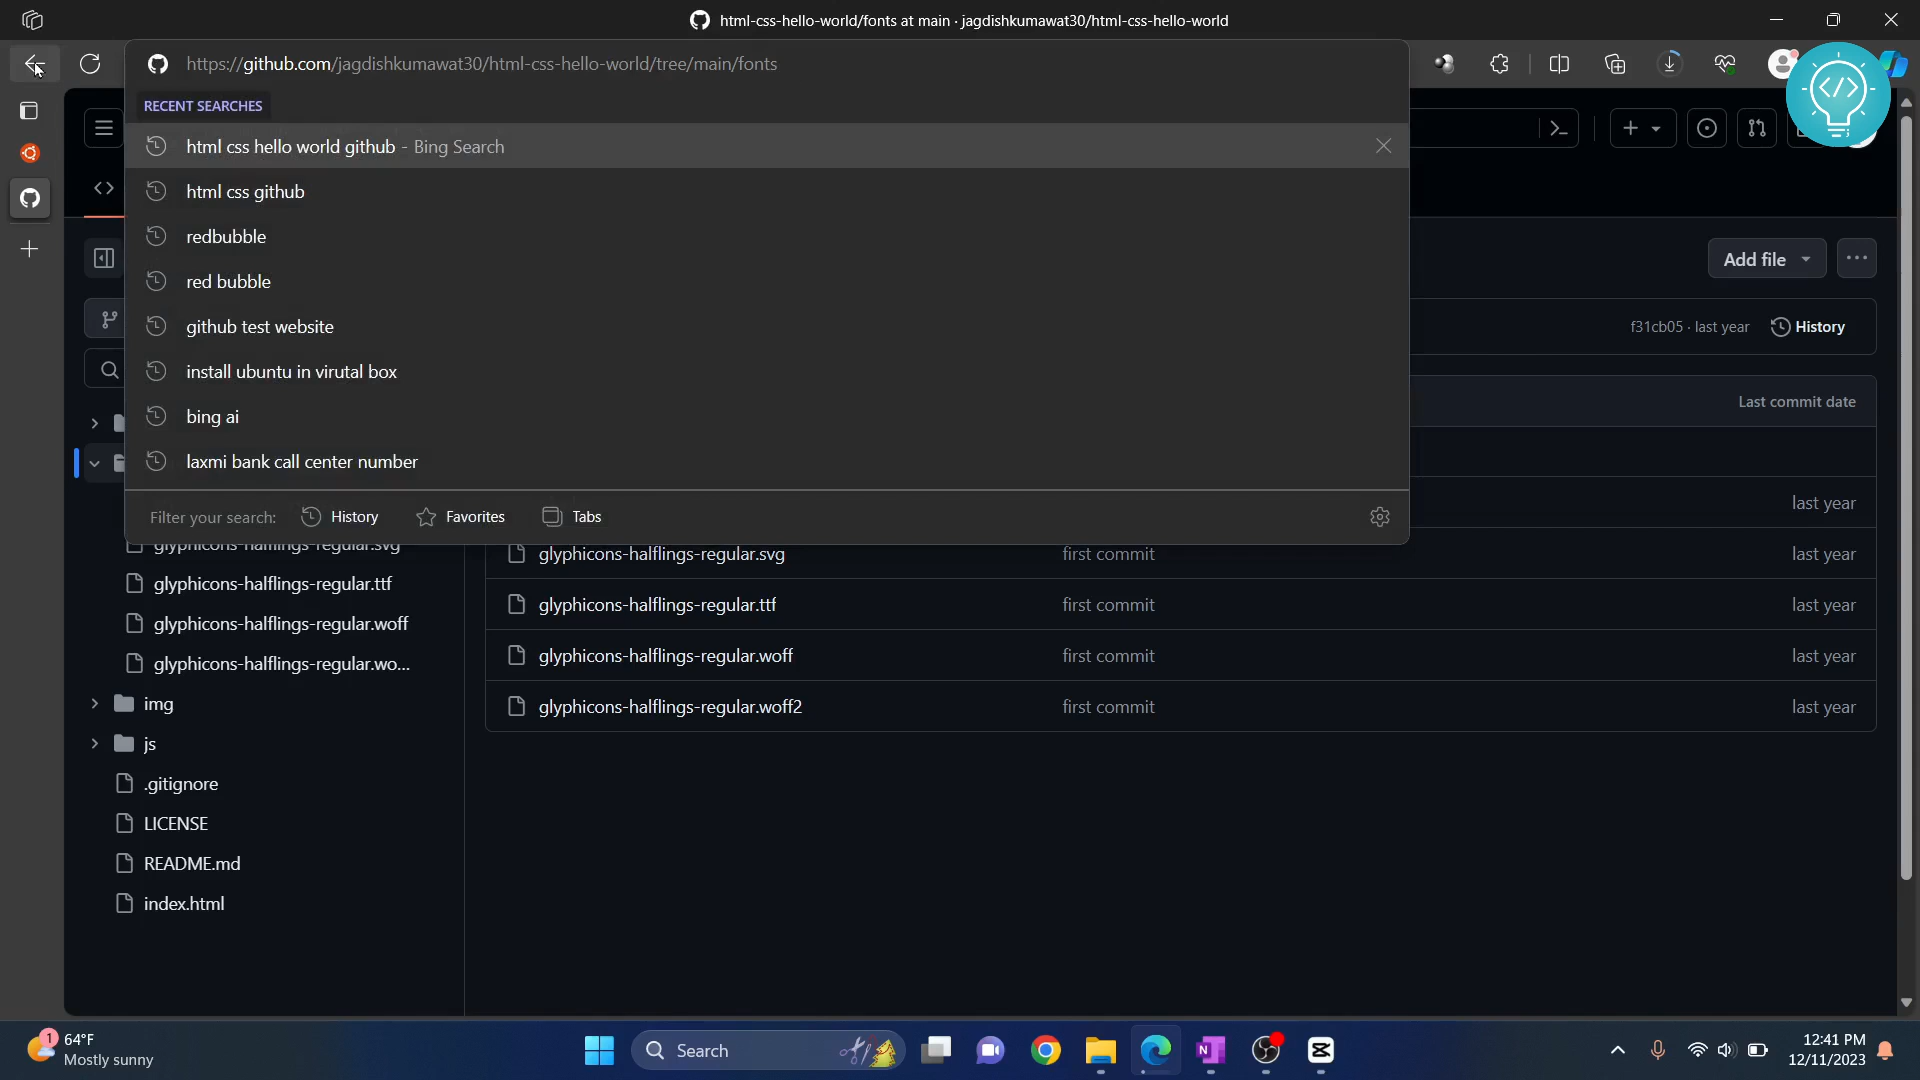 html-css-hello-world/fonts at main · jagdishkumawat30/html-css-hello-world
https://github.com/jagdishkumawat30/html-css-hello-world/tree/main/fonts
RECENT SEARCHES
html css hello world github - Bing Search
html css github
redbubble
red bubble
github test website
install ubuntu in virutal box
bing ai
laxmi bank call center number
Filter your search: History Favorites Tabs
Add file
f31cb05 · last year History
Last commit date
last year
glyphicons-halflings-regular.svg
glyphicons-halflings-regular.ttf
glyphicons-halflings-regular.woff
glyphicons-halflings-regular.wo...
img
js
.gitignore
LICENSE
README.md
index.html
glyphicons-halflings-regular.svg first commit last year
glyphicons-halflings-regular.ttf first commit last year
glyphicons-halflings-regular.woff first commit last year
glyphicons-halflings-regular.woff2 first commit last year
1
64°F
Mostly sunny
Search
12:41 PM
12/11/2023